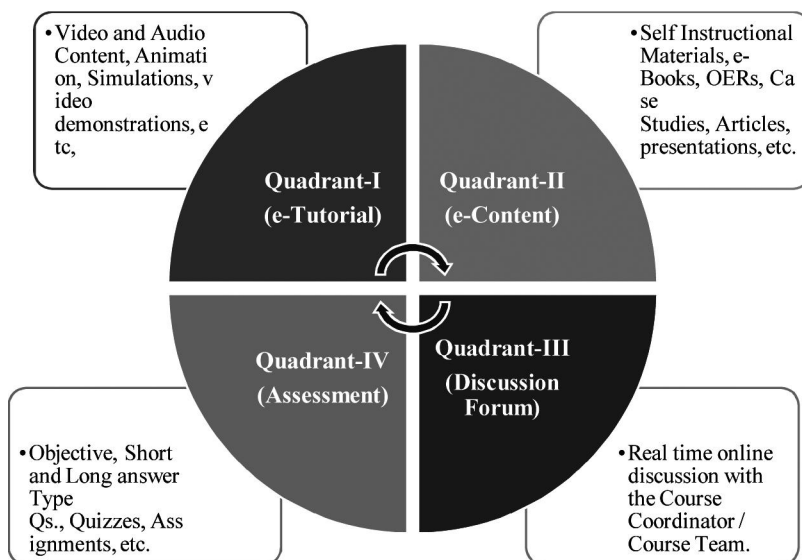 •Video and Audio
Content, Animati
on, Simulations, v
ideo
demonstrations, e
tc,
•Self Instructional
Materials, e-
Books, OERs, Ca
se
Studies, Articles,
presentations, etc.
Quadrant-I
(e-Tutorial)
Quadrant-II
(e-Content)
Quadrant-IV
(Assessment)
Quadrant-III
(Discussion
Forum)
•Objective, Short
and Long answer
Type
Qs., Quizzes, Ass
ignments, etc.
•Real time online
discussion with
the Course
Coordinator /
Course Team.